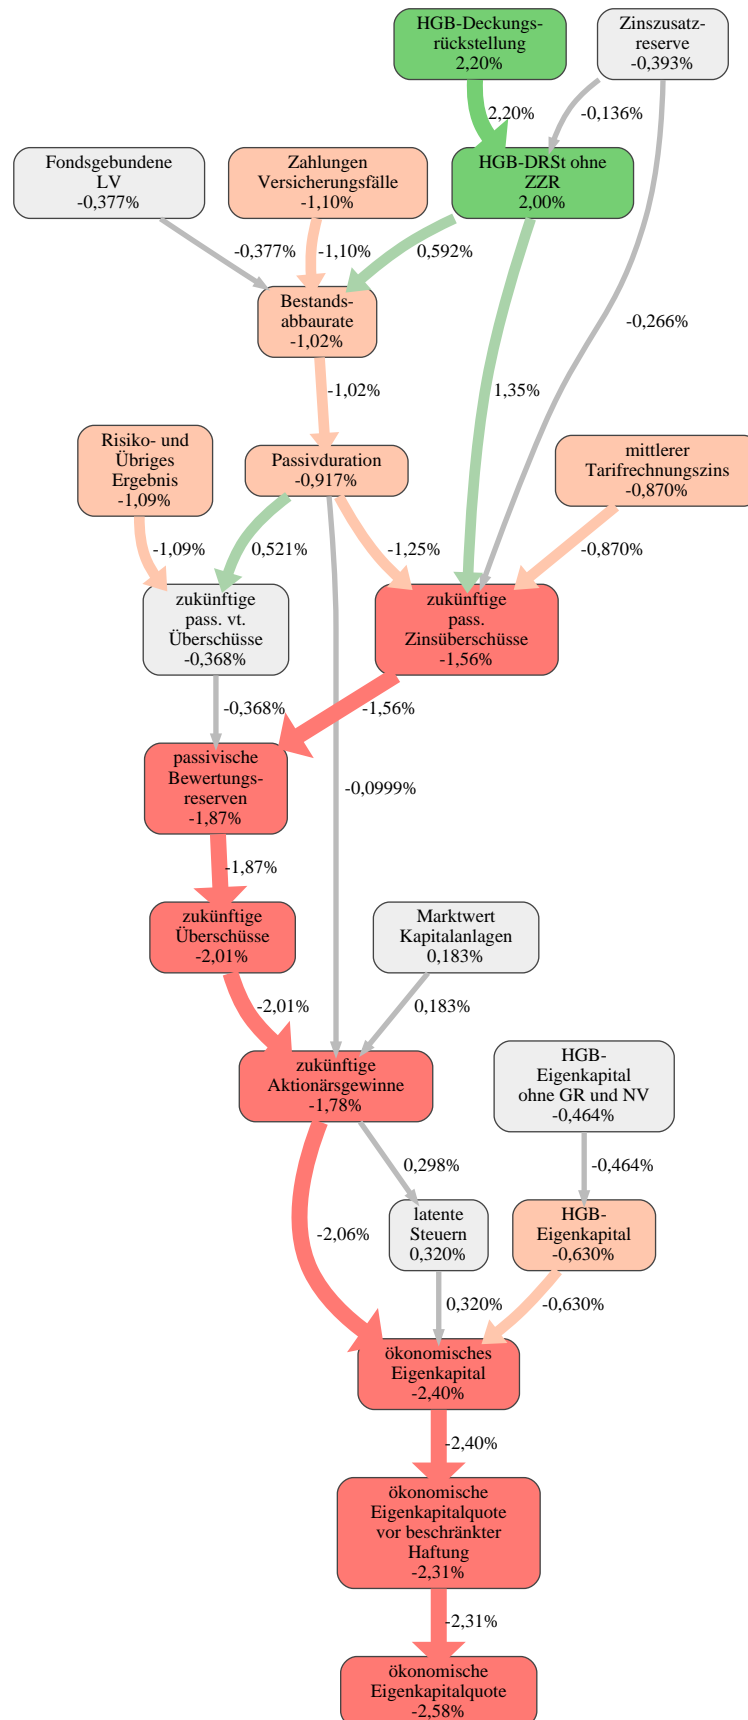 HGB-Deckungs-
rückstellung
2,20%
Zinszusatz-
reserve
-0,393%
2,20%
-0,136%
Fondsgebundene
LV
-0,377%
Zahlungen
Versicherungsfälle
-1,10%
HGB-DRSt ohne
ZZR
2,00%
-0,377%
-1,10%
0,592%
Bestands-
abbaurate
-1,02%
-0,266%
-1,02%
1,35%
Risiko- und
Übriges
Ergebnis
-1,09%
Passivduration
-0,917%
mittlerer
Tarifrechnungszins
-0,870%
-1,09%
0,521%
-1,25%
-0,870%
zukünftige
pass. vt.
Überschüsse
-0,368%
zukünftige
pass.
Zinsüberschüsse
-1,56%
-0,368%
-1,56%
passivische
Bewertungs-
reserven
-1,87%
-0,0999%
-1,87%
zukünftige
Überschüsse
-2,01%
Marktwert
Kapitalanlagen
0,183%
-2,01%
0,183%
zukünftige
Aktionärsgewinne
-1,78%
HGB-
Eigenkapital
ohne GR und NV
-0,464%
0,298%
-0,464%
-2,06%
latente
Steuern
0,320%
HGB-
Eigenkapital
-0,630%
0,320%
-0,630%
ökonomisches
Eigenkapital
-2,40%
-2,40%
ökonomische
Eigenkapitalquote
vor beschränkter
Haftung
-2,31%
-2,31%
ökonomische
Eigenkapitalquote
-2,58%